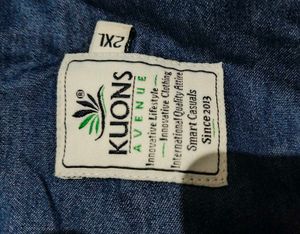 2XL
®
KUONS
AVENUE
Innovative Lifestyle
Innovative Clothing
International Quality Attire
Smart Casuals
Since 2013